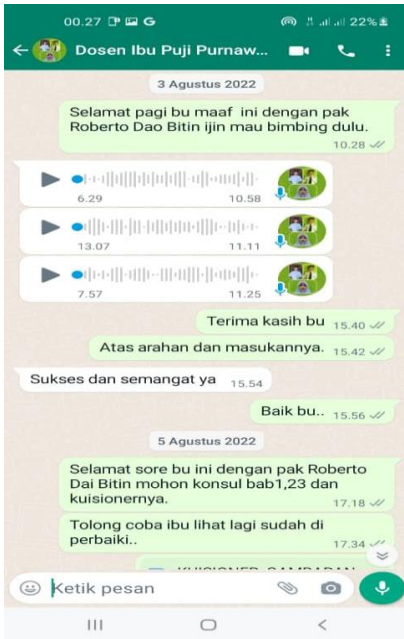 00.27
22%
Dosen Ibu Puji Purnaw...
3 Agustus 2022
Selamat pagi bu maaf ini dengan pak
Roberto Dao Bitin ijin mau bimbing dulu.
10.28
6.29 10.58
13.07 11.11
7.57 11.25
Terima kasih bu 15.40
Atas arahan dan masukannya. 15.42
Sukses dan semangat ya 15.54
Baik bu.. 15.56
5 Agustus 2022
Selamat sore bu ini dengan pak Roberto
Dai Bitin mohon konsul bab1,23 dan
kuisionernya. 17.18
Tolong coba ibu lihat lagi sudah di
perbaiki.. 17.34
Ketik pesan